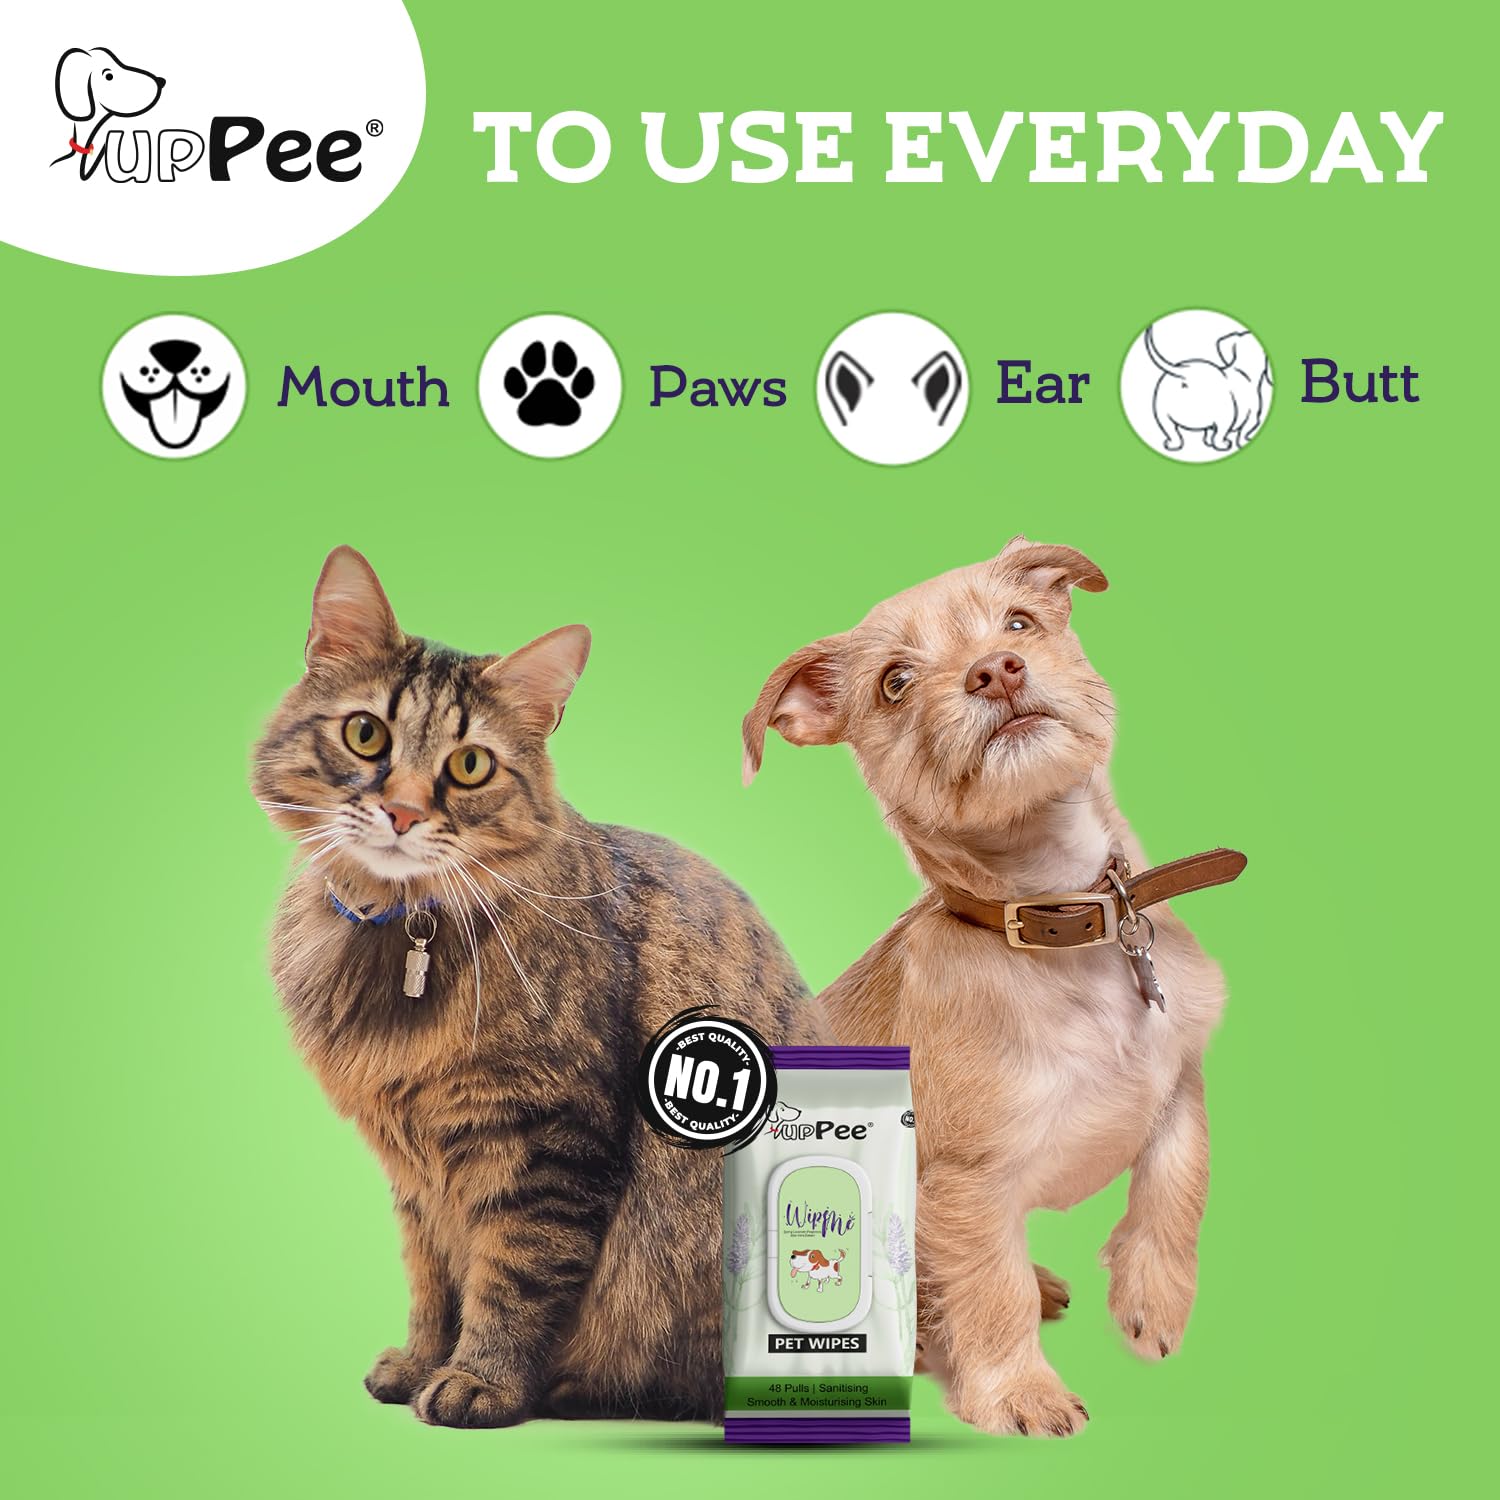 YupPee®
TO USE EVERYDAY
Mouth
Paws
Ear
Butt
-BEST QUALITY-
NO.1
-BEST QUALITY-
YupPee®
WipeMe
PET WIPES
48 Pulls | Sanitising
Smooth & Moisturising Skin